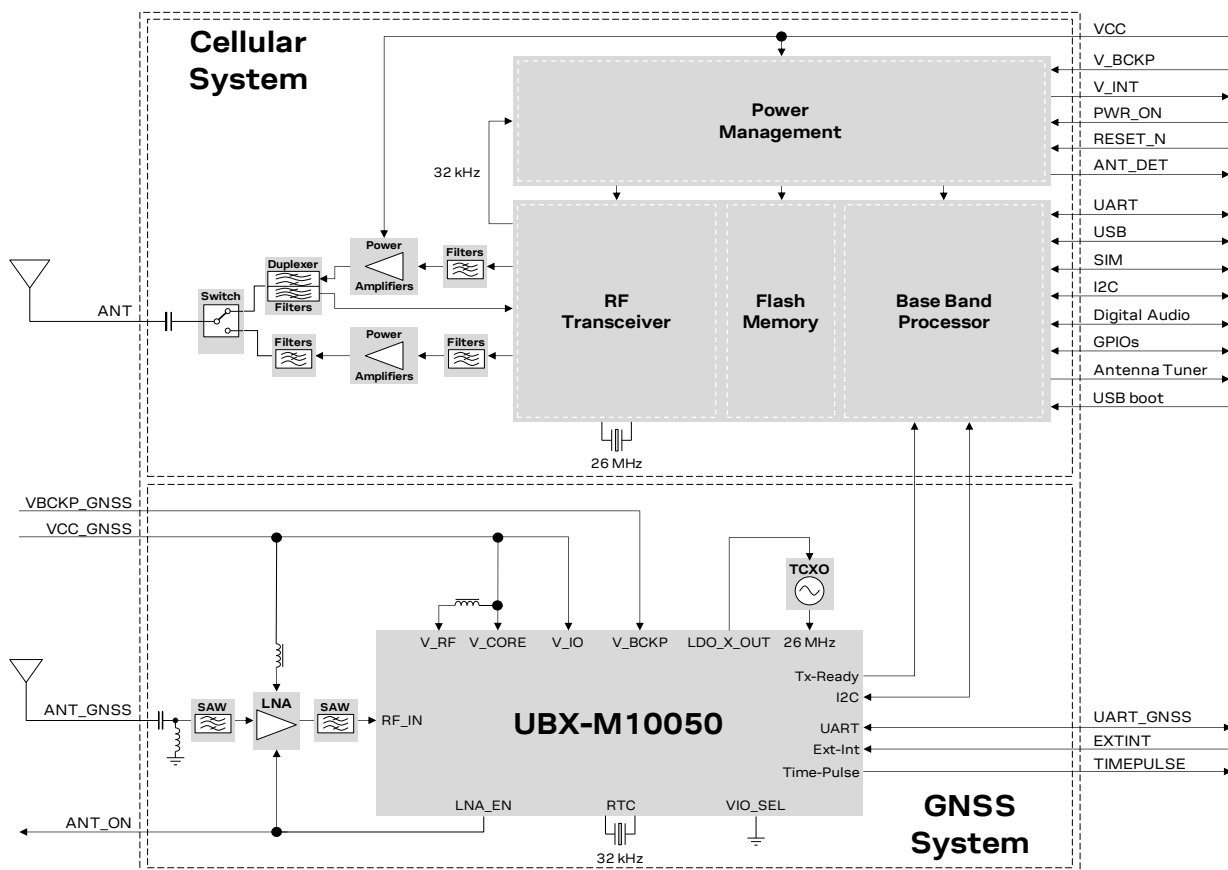 Cellular
System
VCC
V_BCKP
V_INT
PWR_ON
RESET_N
ANT_DET
Power
Management
32 kHz
UART
USB
SIM
I2C
Digital Audio
GPIOs
Antenna Tuner
USB boot
Power
Amplifiers
Filters
Duplexer
Filters
Switch
ANT
Filters
Power
Amplifiers
Filters
RF
Transceiver
Flash
Memory
Base Band
Processor
26 MHz
VBCKP_GNSS
VCC_GNSS
TCXO
V_RF
V_CORE
V_IO
V_BCKP
LDO_X_OUT
26 MHz
Tx-Ready
I2C
UART
Ext-Int
Time-Pulse
ANT_GNSS
SAW
LNA
SAW
RF_IN
UBX-M10050
UART_GNSS
EXTINT
TIMEPULSE
LNA_EN
RTC
VIO_SEL
ANT_ON
32 kHz
GNSS
System